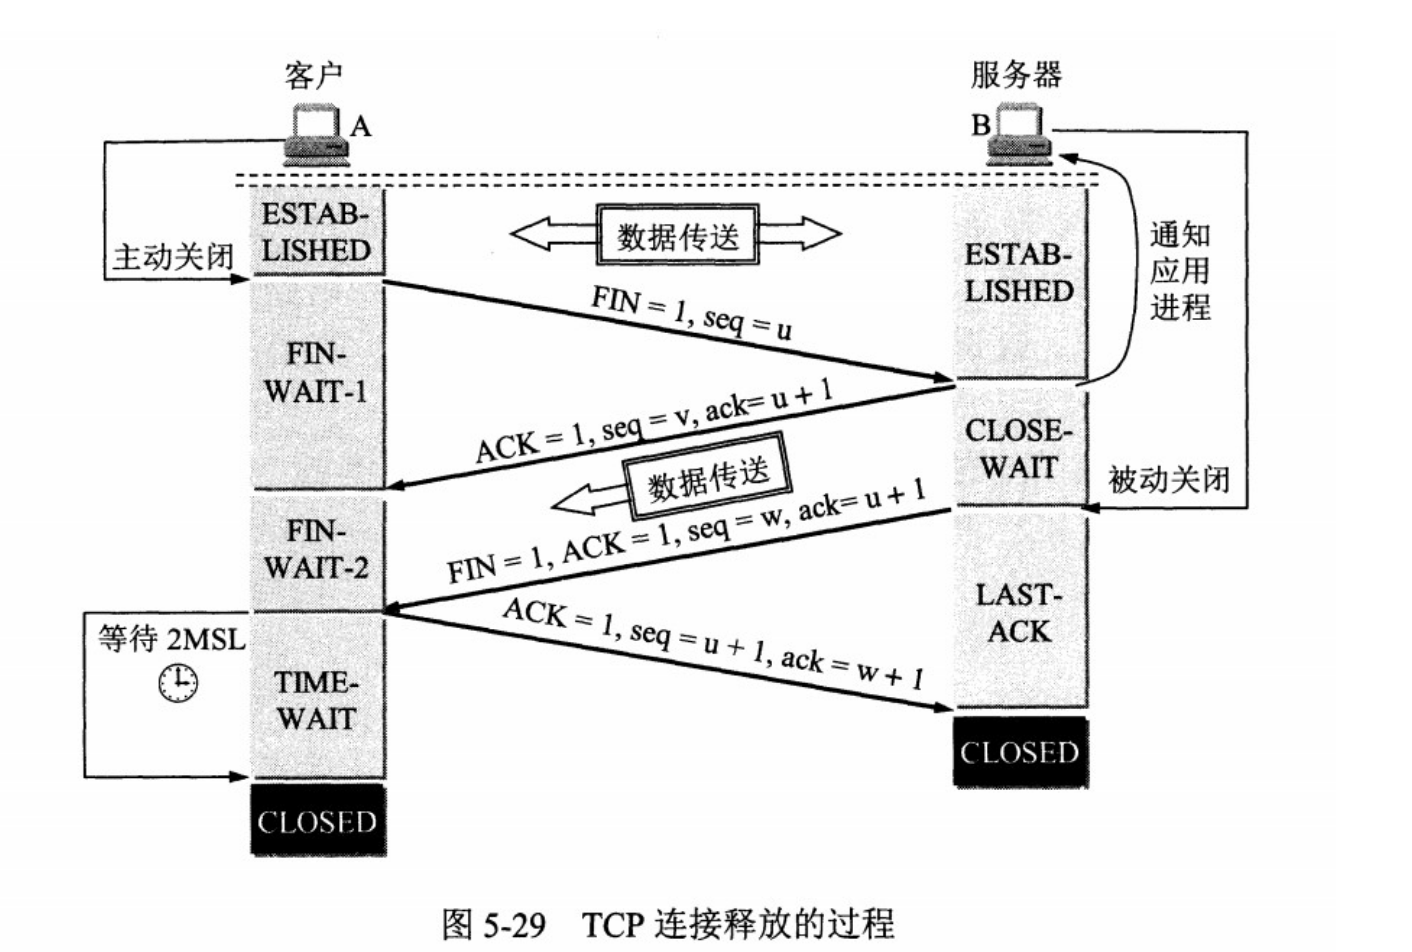 客户
服务器
A
B
ESTAB-
LISHED
数据传送
主动关闭
ESTAB-
LISHED
通知
应用
进程
FIN = 1, seq = u
FIN-
WAIT-1
ACK = 1, seq = v, ack= u + 1
CLOSE-
WAIT
数据传送
被动关闭
FIN-
WAIT-2
FIN = 1, ACK = 1, seq = w, ack= u + 1
LAST-
ACK
等待 2MSL
ACK = 1, seq = u + 1, ack = w + 1
TIME-
WAIT
CLOSED
CLOSED
图 5-29 TCP 连接释放的过程